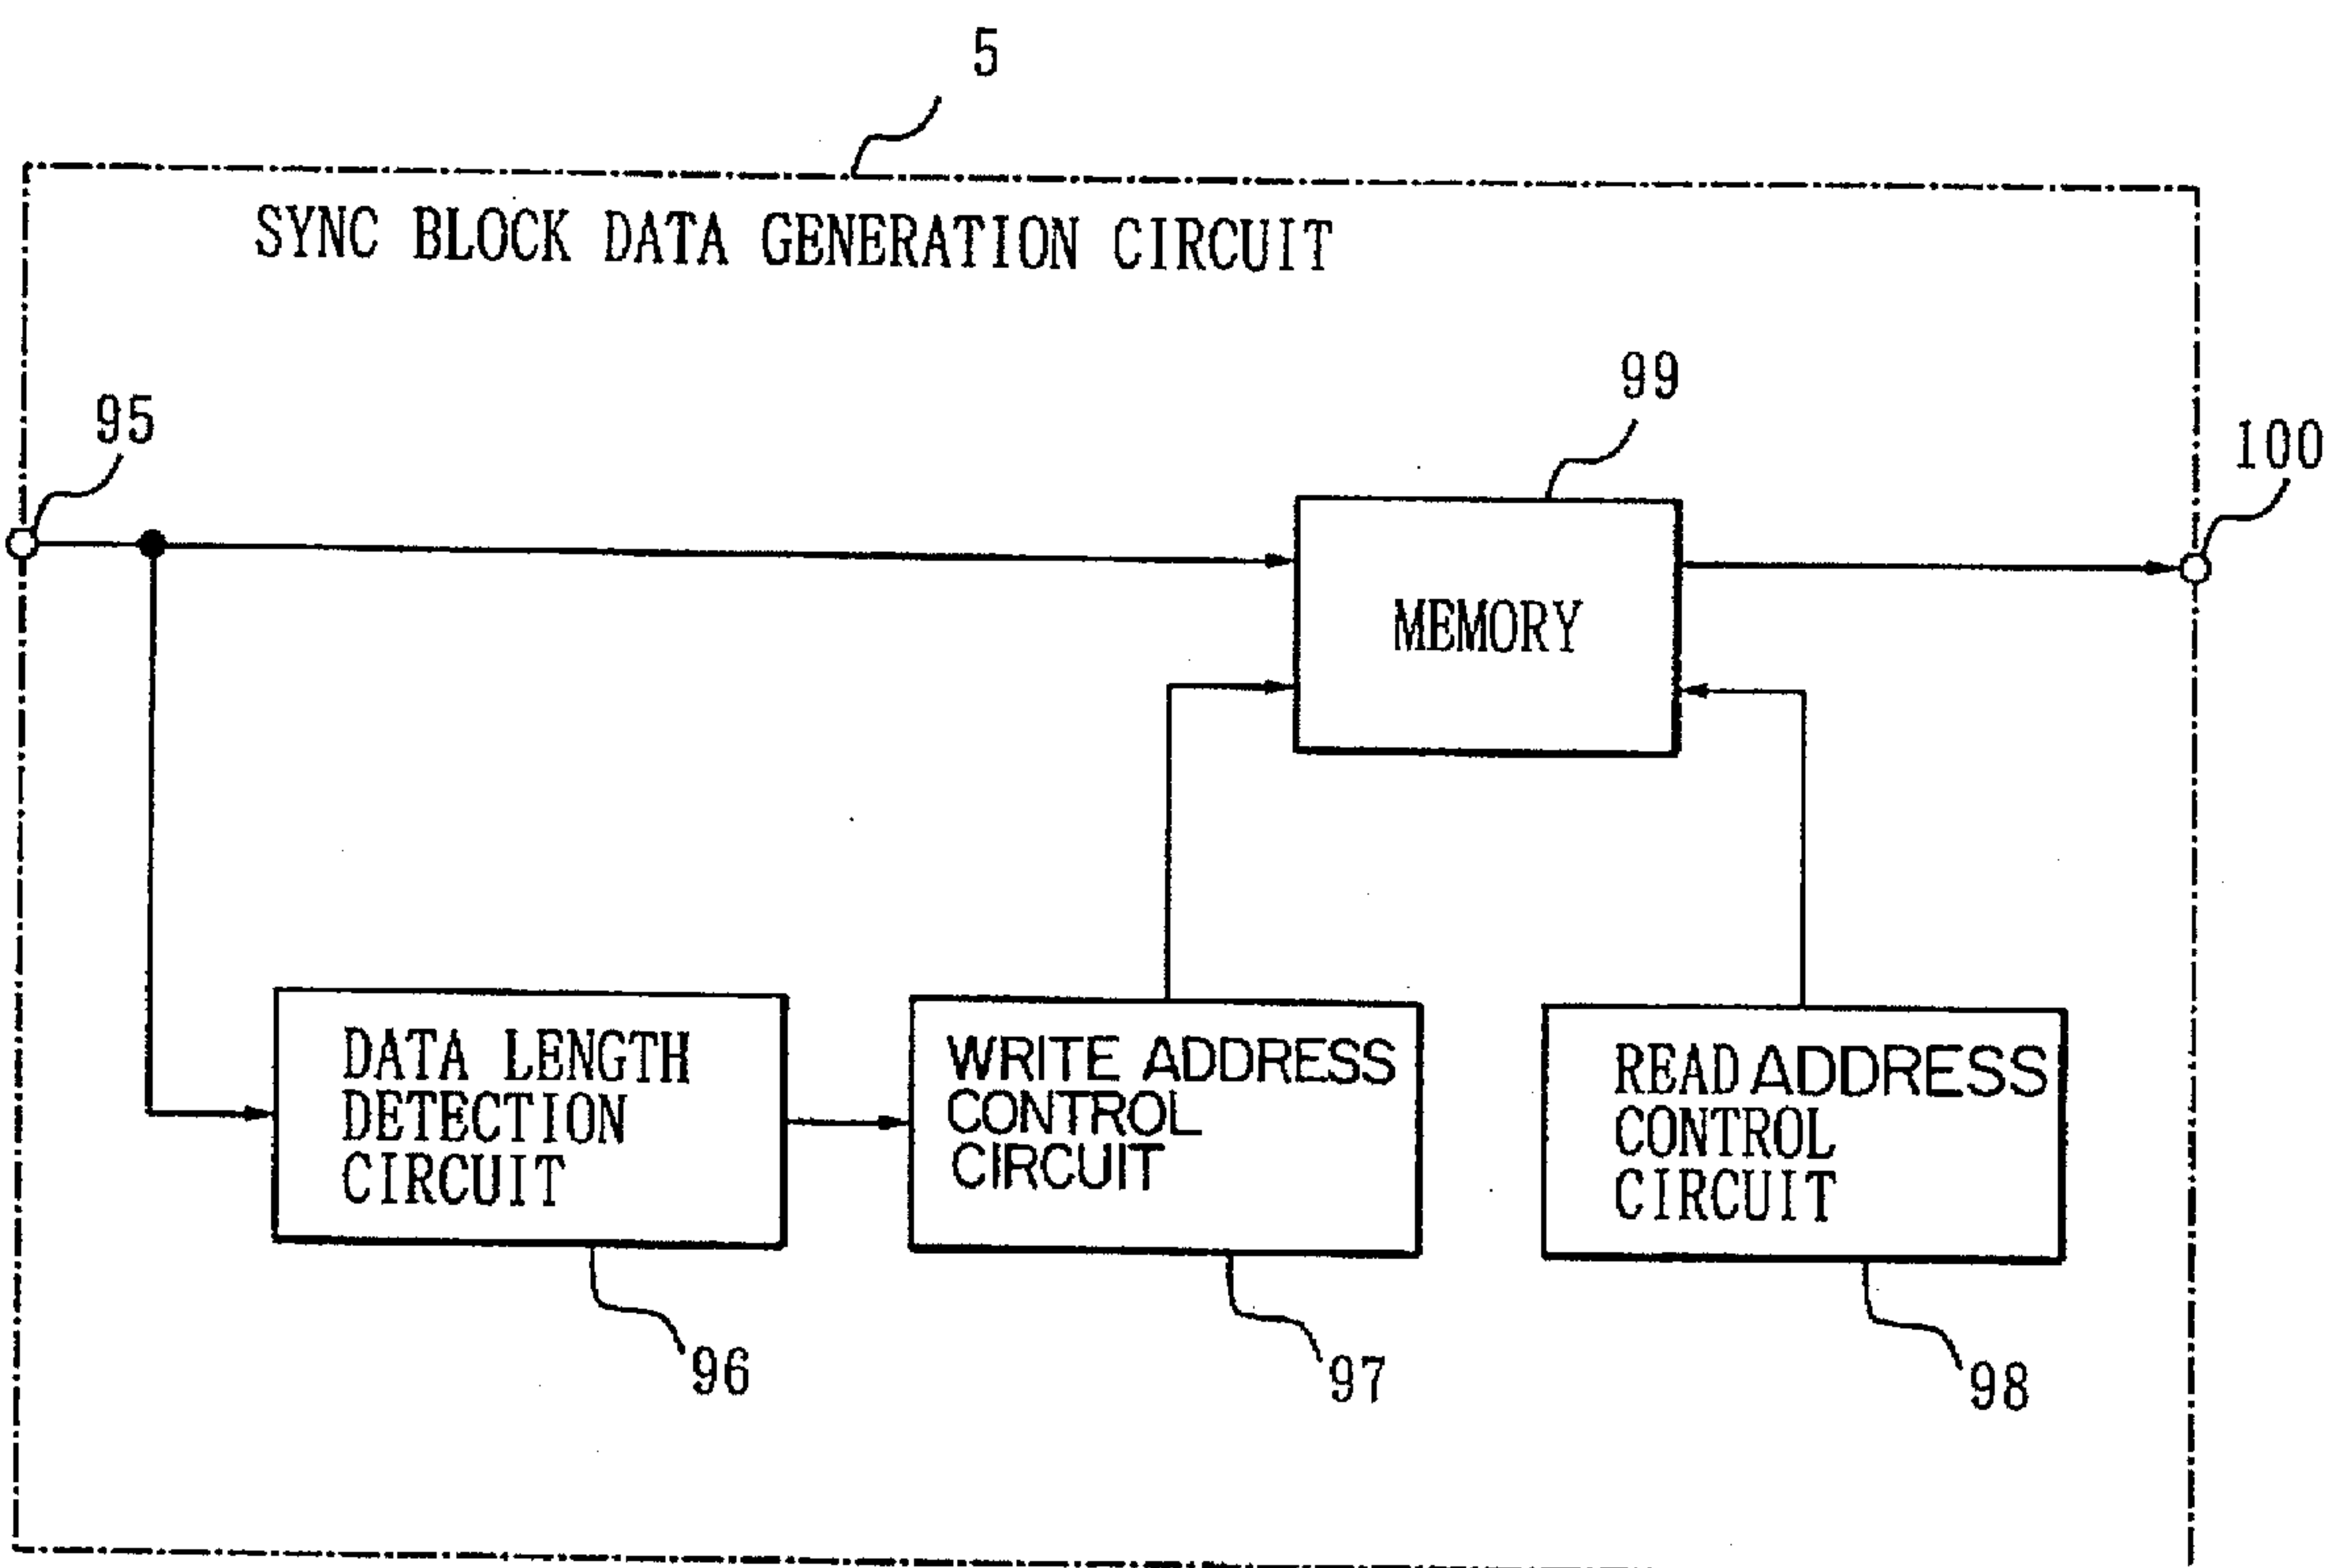 5
SYNC BLOCK DATA GENERATION CIRCUIT
99
95
100
MEMORY
DATA LENGTH
DETECTION
CIRCUIT
WRITE ADDRESS
CONTROL
CIRCUIT
READ ADDRESS
CONTROL
CIRCUIT
96
97
98